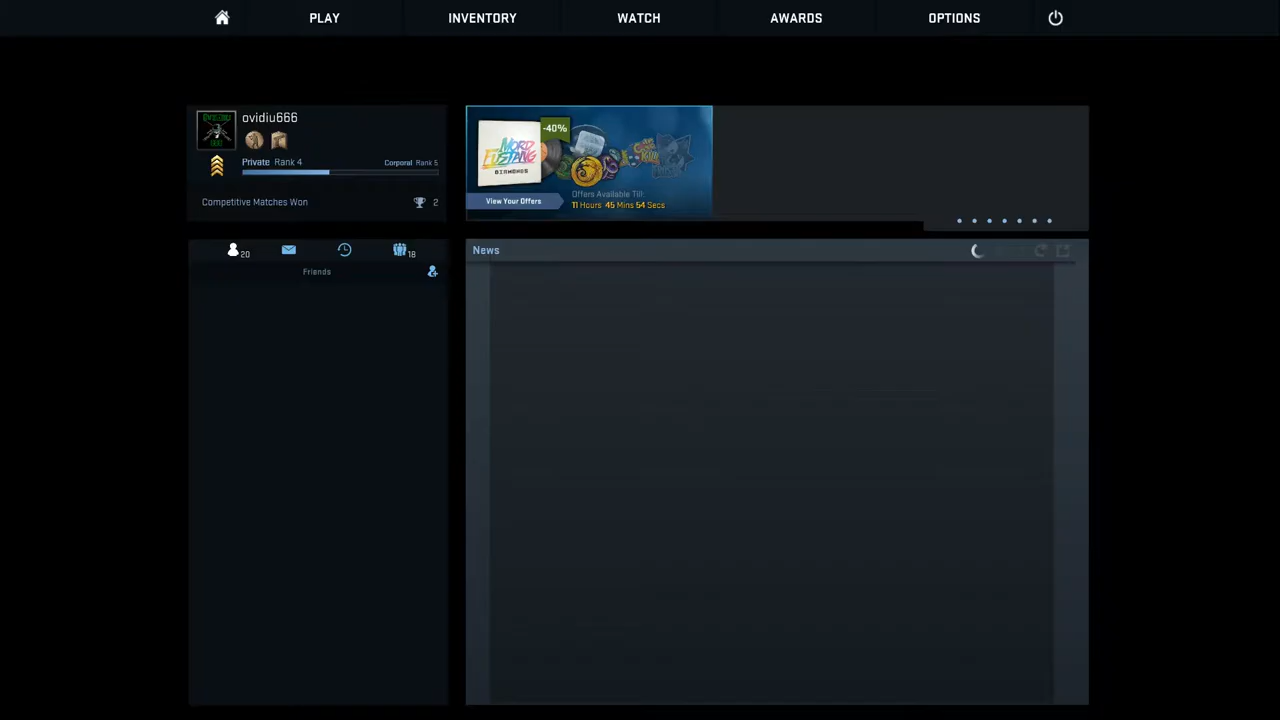 PLAY
INVENTORY
WATCH
AWARDS
OPTIONS
ovidiu666
Private Rank 4
Corporal Rank 5
Competitive Matches Won
2
-40%
DIAMONDS
View Your Offers
Offers Available Till:
11 Hours 45 Mins 54 Secs
20
18
Friends
News